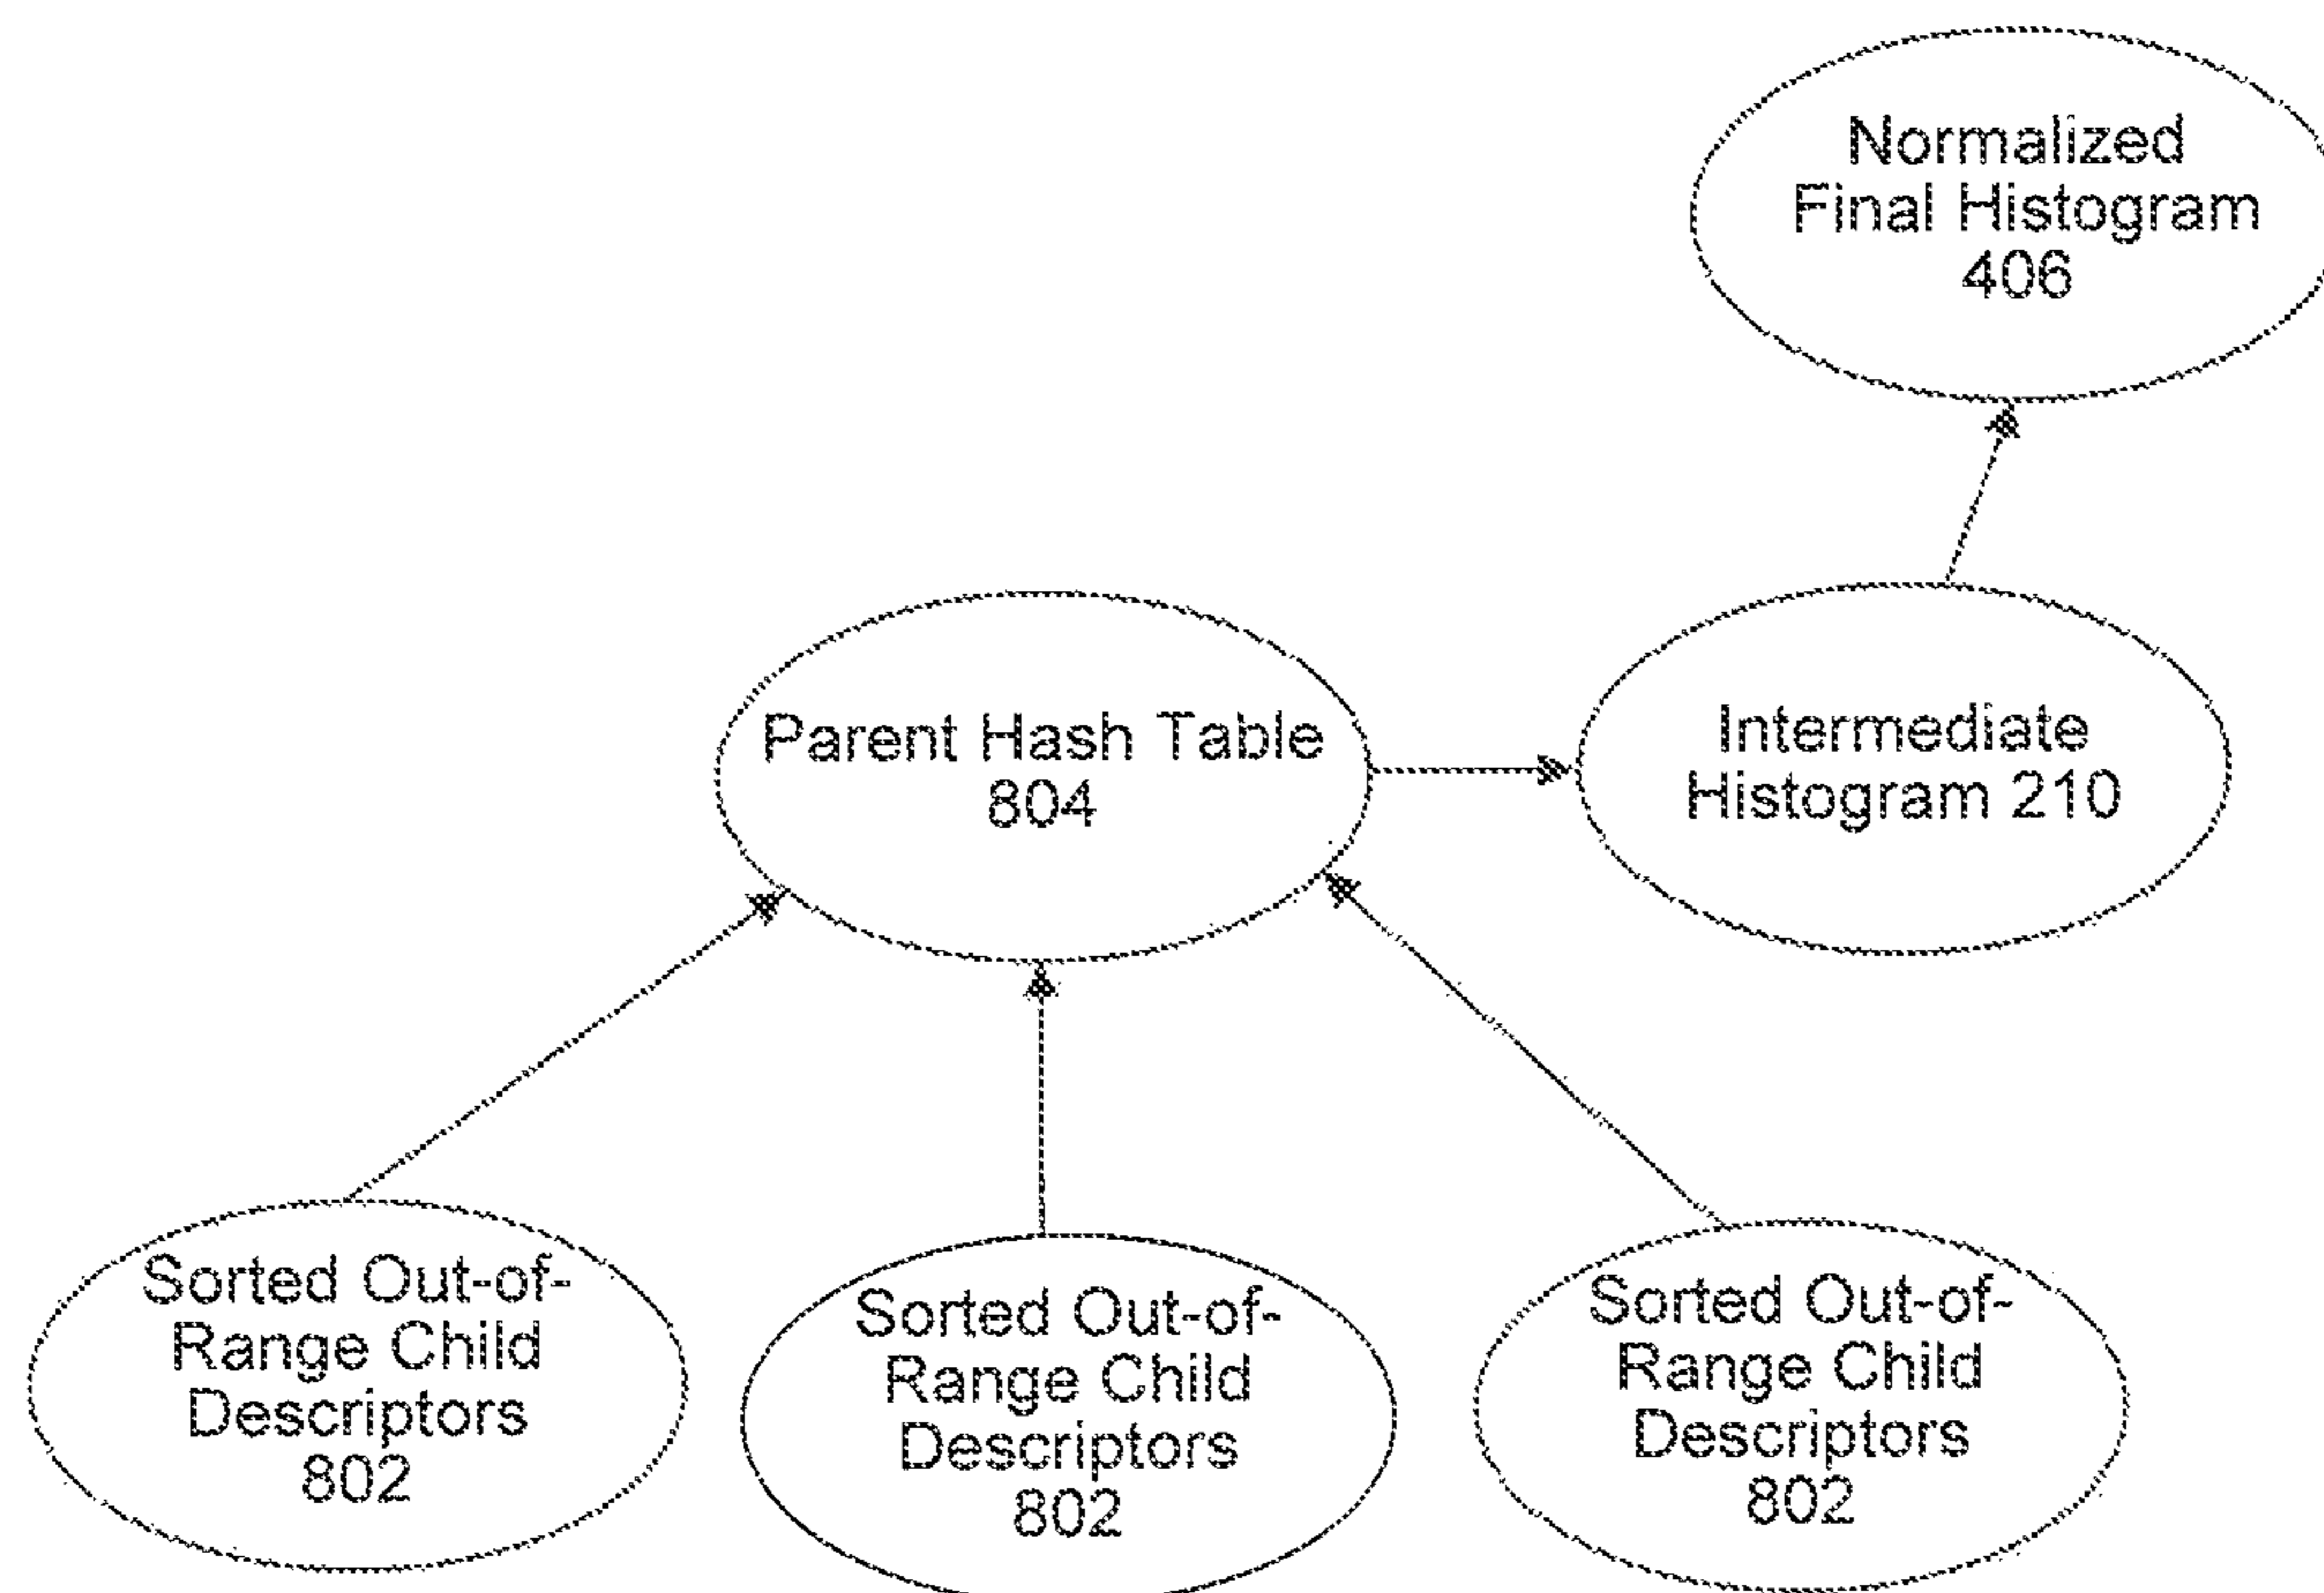 Normalized
Final Histogram
406
Parent Hash Table
804
Intermediate
Histogram 210
Sorted Out-of-
Range Child
Descriptors
802
Sorted Out-of-
Range Child
Descriptors
802
Sorted Out-of-
Range Child
Descriptors
802